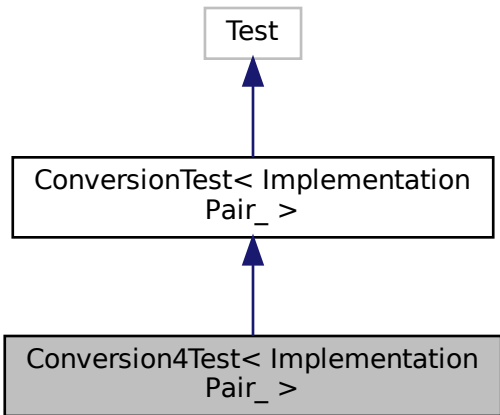 Test
ConversionTest< Implementation
Pair_ >
Conversion4Test< Implementation
Pair_ >